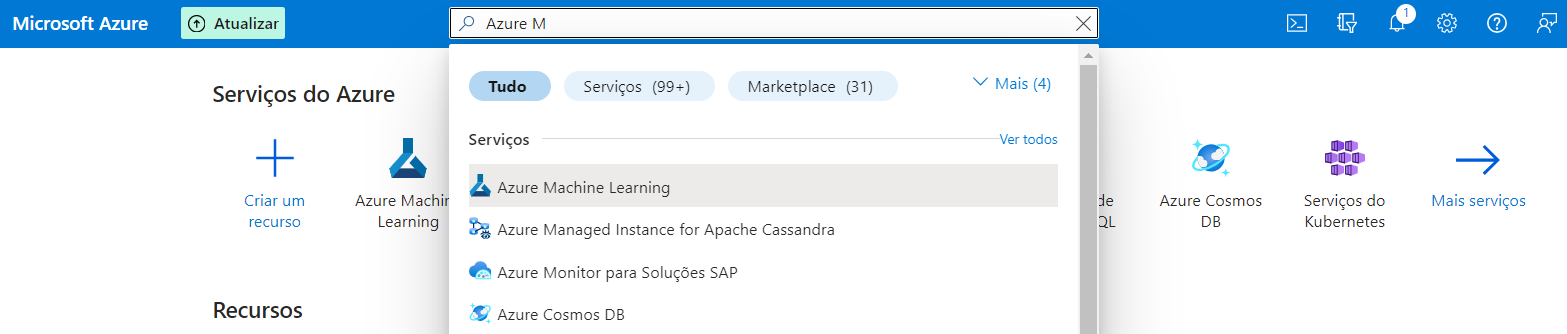 Microsoft Azure
Atualizar
Azure M
1
Tudo
Serviços (99+)
Marketplace (31)
Mais (4)
Serviços do Azure
Serviços
Ver todos
Criar um
recurso
Azure Machin
Learning
Azure Machine Learning
Azure Managed Instance for Apache Cassandra
Azure Monitor para Soluções SAP
Azure Cosmos DB
de
QL
Azure Cosmos
DB
Serviços do
Kubernetes
Mais serviços
Recursos